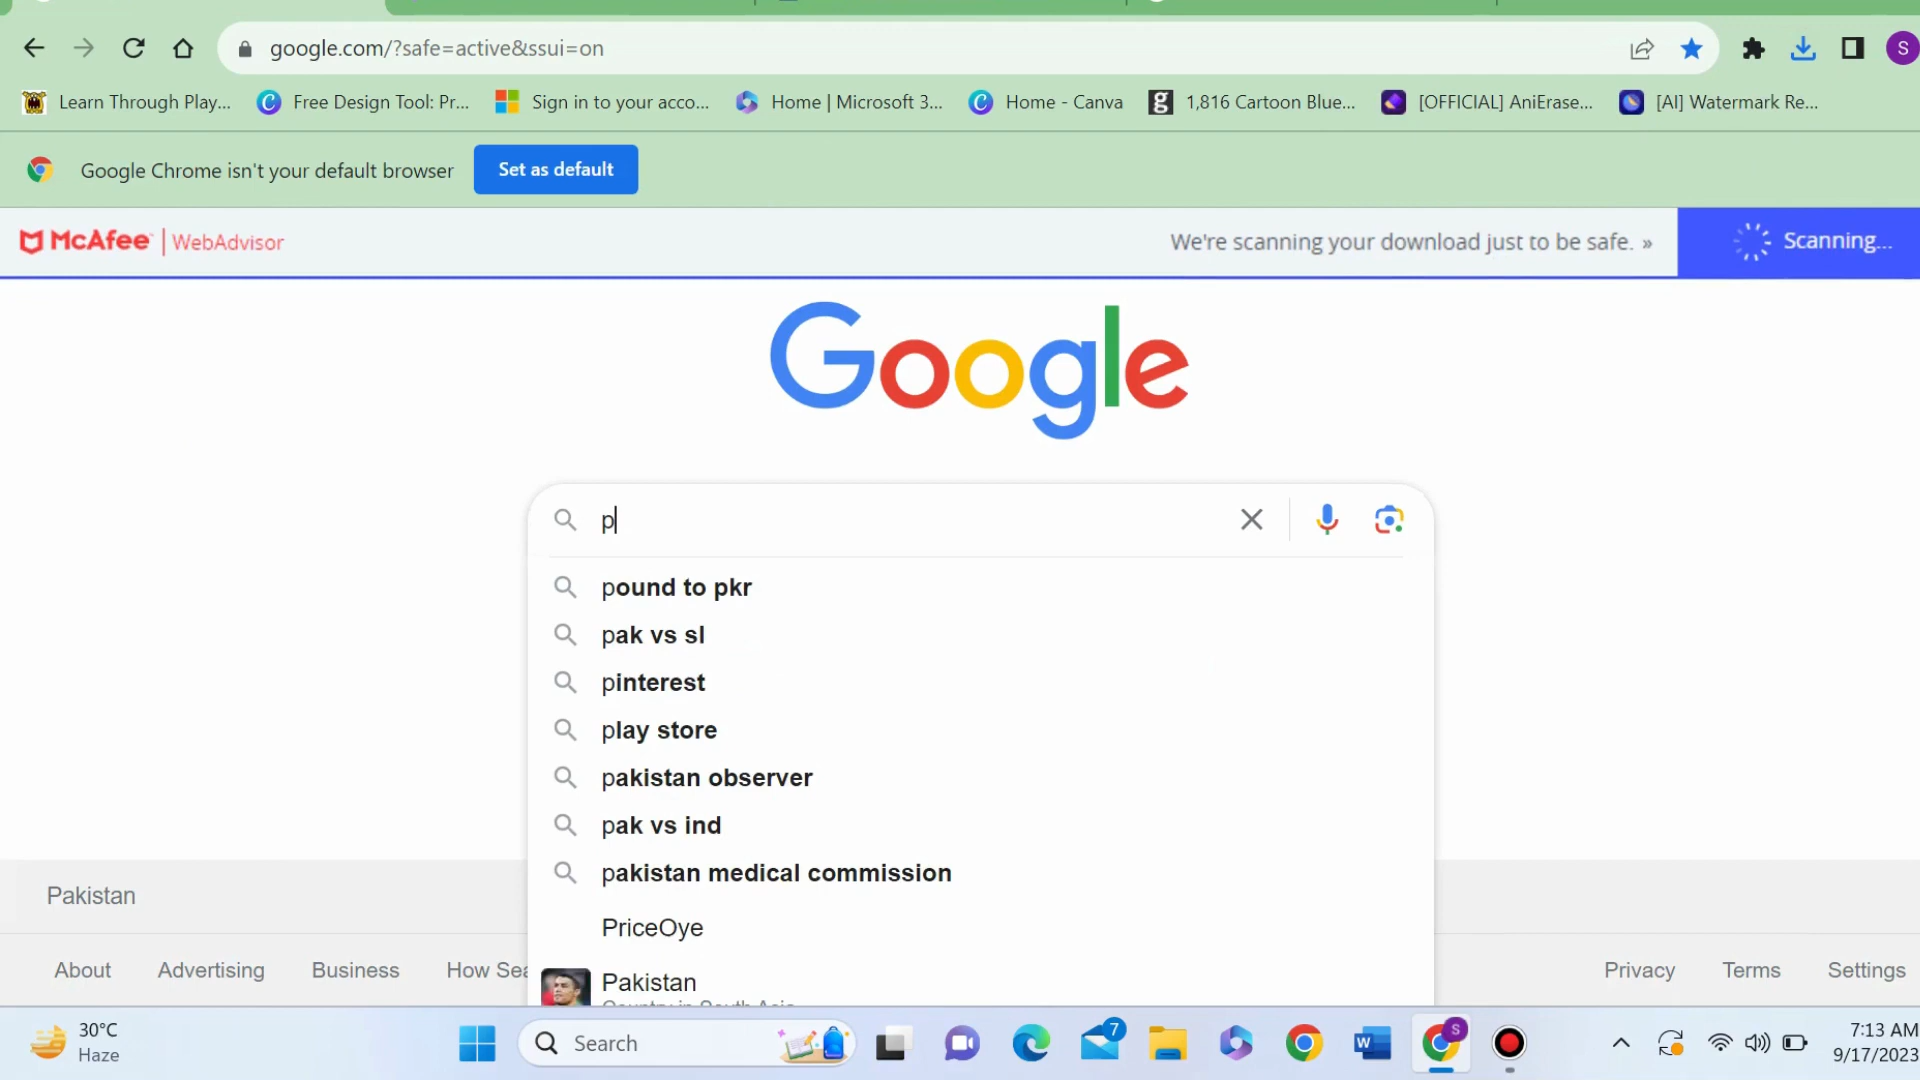 google.com/?safe=active&ssui=on
S
Learn Through Play...
Free Design Tool: Pr...
Sign in to your acco...
Home | Microsoft 3...
Home - Canva
1,816 Cartoon Blue...
[OFFICIAL] AniErase...
[AI] Watermark Re...
Google Chrome isn't your default browser
Set as default
McAfee | WebAdvisor
We're scanning your download just to be safe. »
Scanning...
Google
p
pound to pkr
pak vs sl
pinterest
play store
pakistan observer
pak vs ind
pakistan medical commission
PriceOye
Pakistan
Country in South Asia
Pakistan
About
Advertising
Business
How Sea
Privacy
Terms
Settings
30°C
Haze
Search
7
S
7:13 AM
9/17/2023